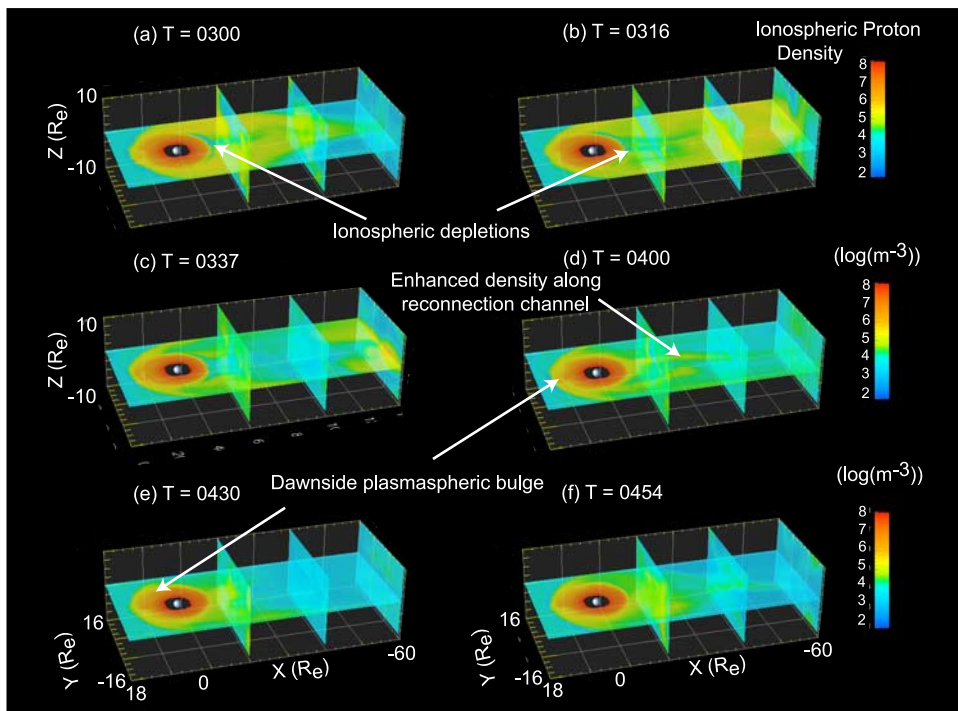 (a) T = 0300
(b) T = 0316
Ionospheric Proton
Density
8
7
6
5
4
3
2
10
-10
Z (Re)
Ionospheric depletions
(c) T = 0337
(d) T = 0400
Enhanced density along
reconnection channel
(log(m-3))
8
7
6
5
4
3
2
10
-10
Z (Re)
Dawnside plasmaspheric bulge
(e) T = 0430
(f) T = 0454
(log(m-3))
8
7
6
5
4
3
2
16
-16
Y (Re)
18
0
X (Re)
-60
16
-16
Y (Re)
18
0
X (Re)
-60